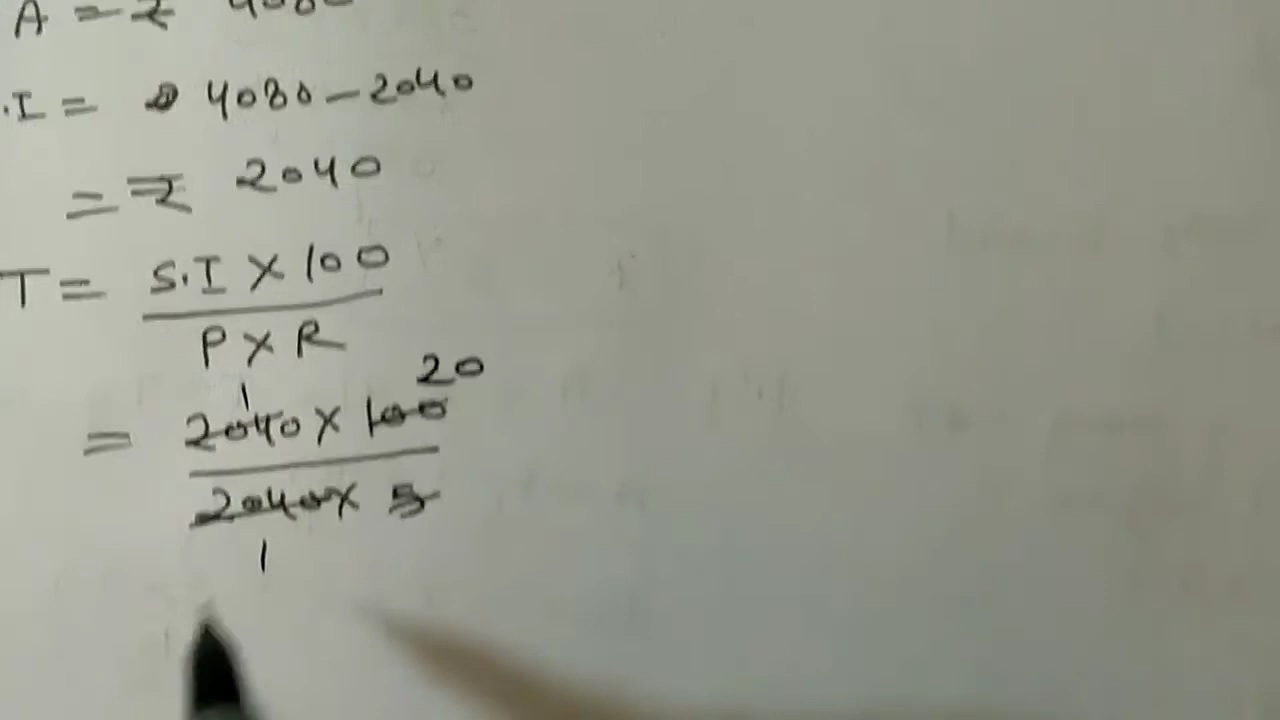 A = ₹ 4080
.I = 4080 - 2040
= ₹ 2040
T = S.I × 100
P × R
1 20
= 2040 × 100
2040 × 5
1